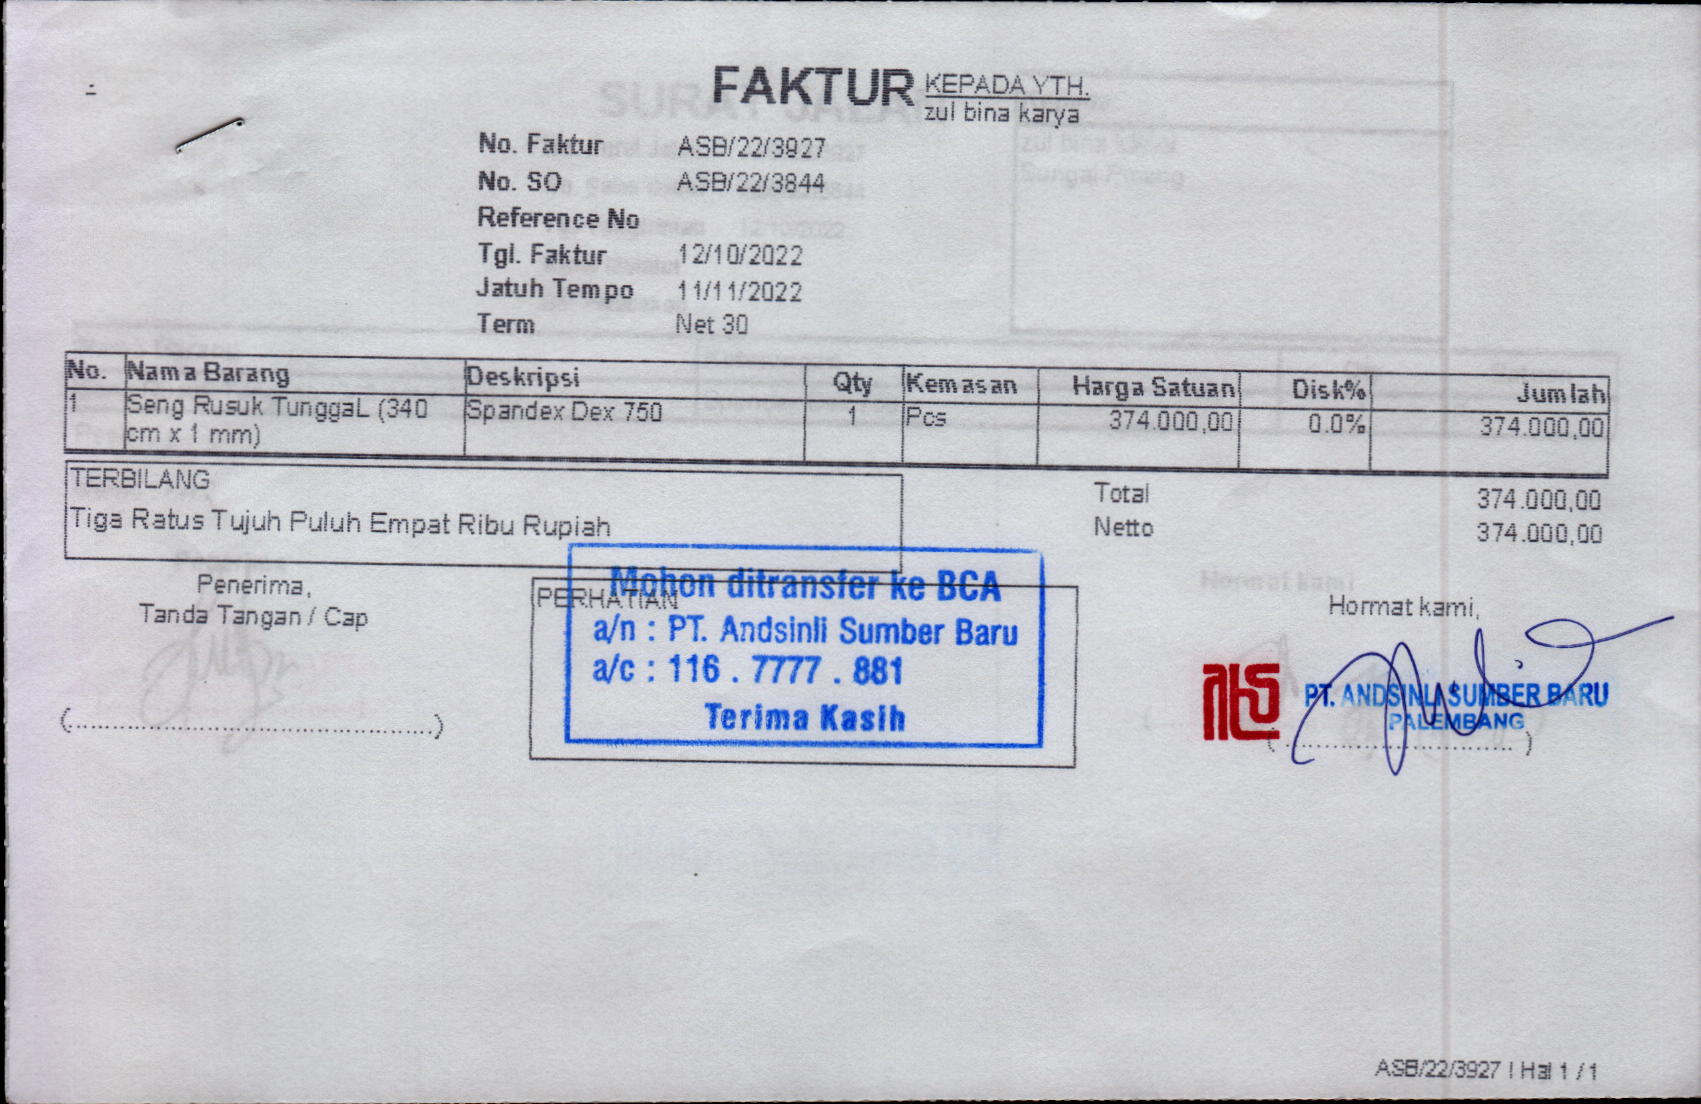 FAKTUR
KEPADA YTH.
zul bina karya
No. Faktur ASB/22/3927
No. SO ASB/22/3844
Reference No
Tgl. Faktur 12/10/2022
Jatuh Tempo 11/11/2022
Term Net 30
No. Nama Barang Deskripsi Qty Kemasan Harga Satuan Disk% Jumlah
1 Seng Rusuk TunggaL (340 Spandex Dex 750 1 Pcs 374.000,00 0.0% 374.000,00
cm x 1 mm)
TERBILANG
Tiga Ratus Tujuh Puluh Empat Ribu Rupiah
Total 374.000,00
Netto 374.000,00
Penerima,
Tanda Tangan / Cap
(................................................)
PERHATIAN
Mohon ditransfer ke BCA
a/n : PT. Andsinli Sumber Baru
a/c : 116 . 7777 . 881
Terima Kasih
Hormat kami,
PT. ANDSINLI SUMBER BARU
PALEMBANG
(................................)
ASB/22/3927 | Hal 1 / 1